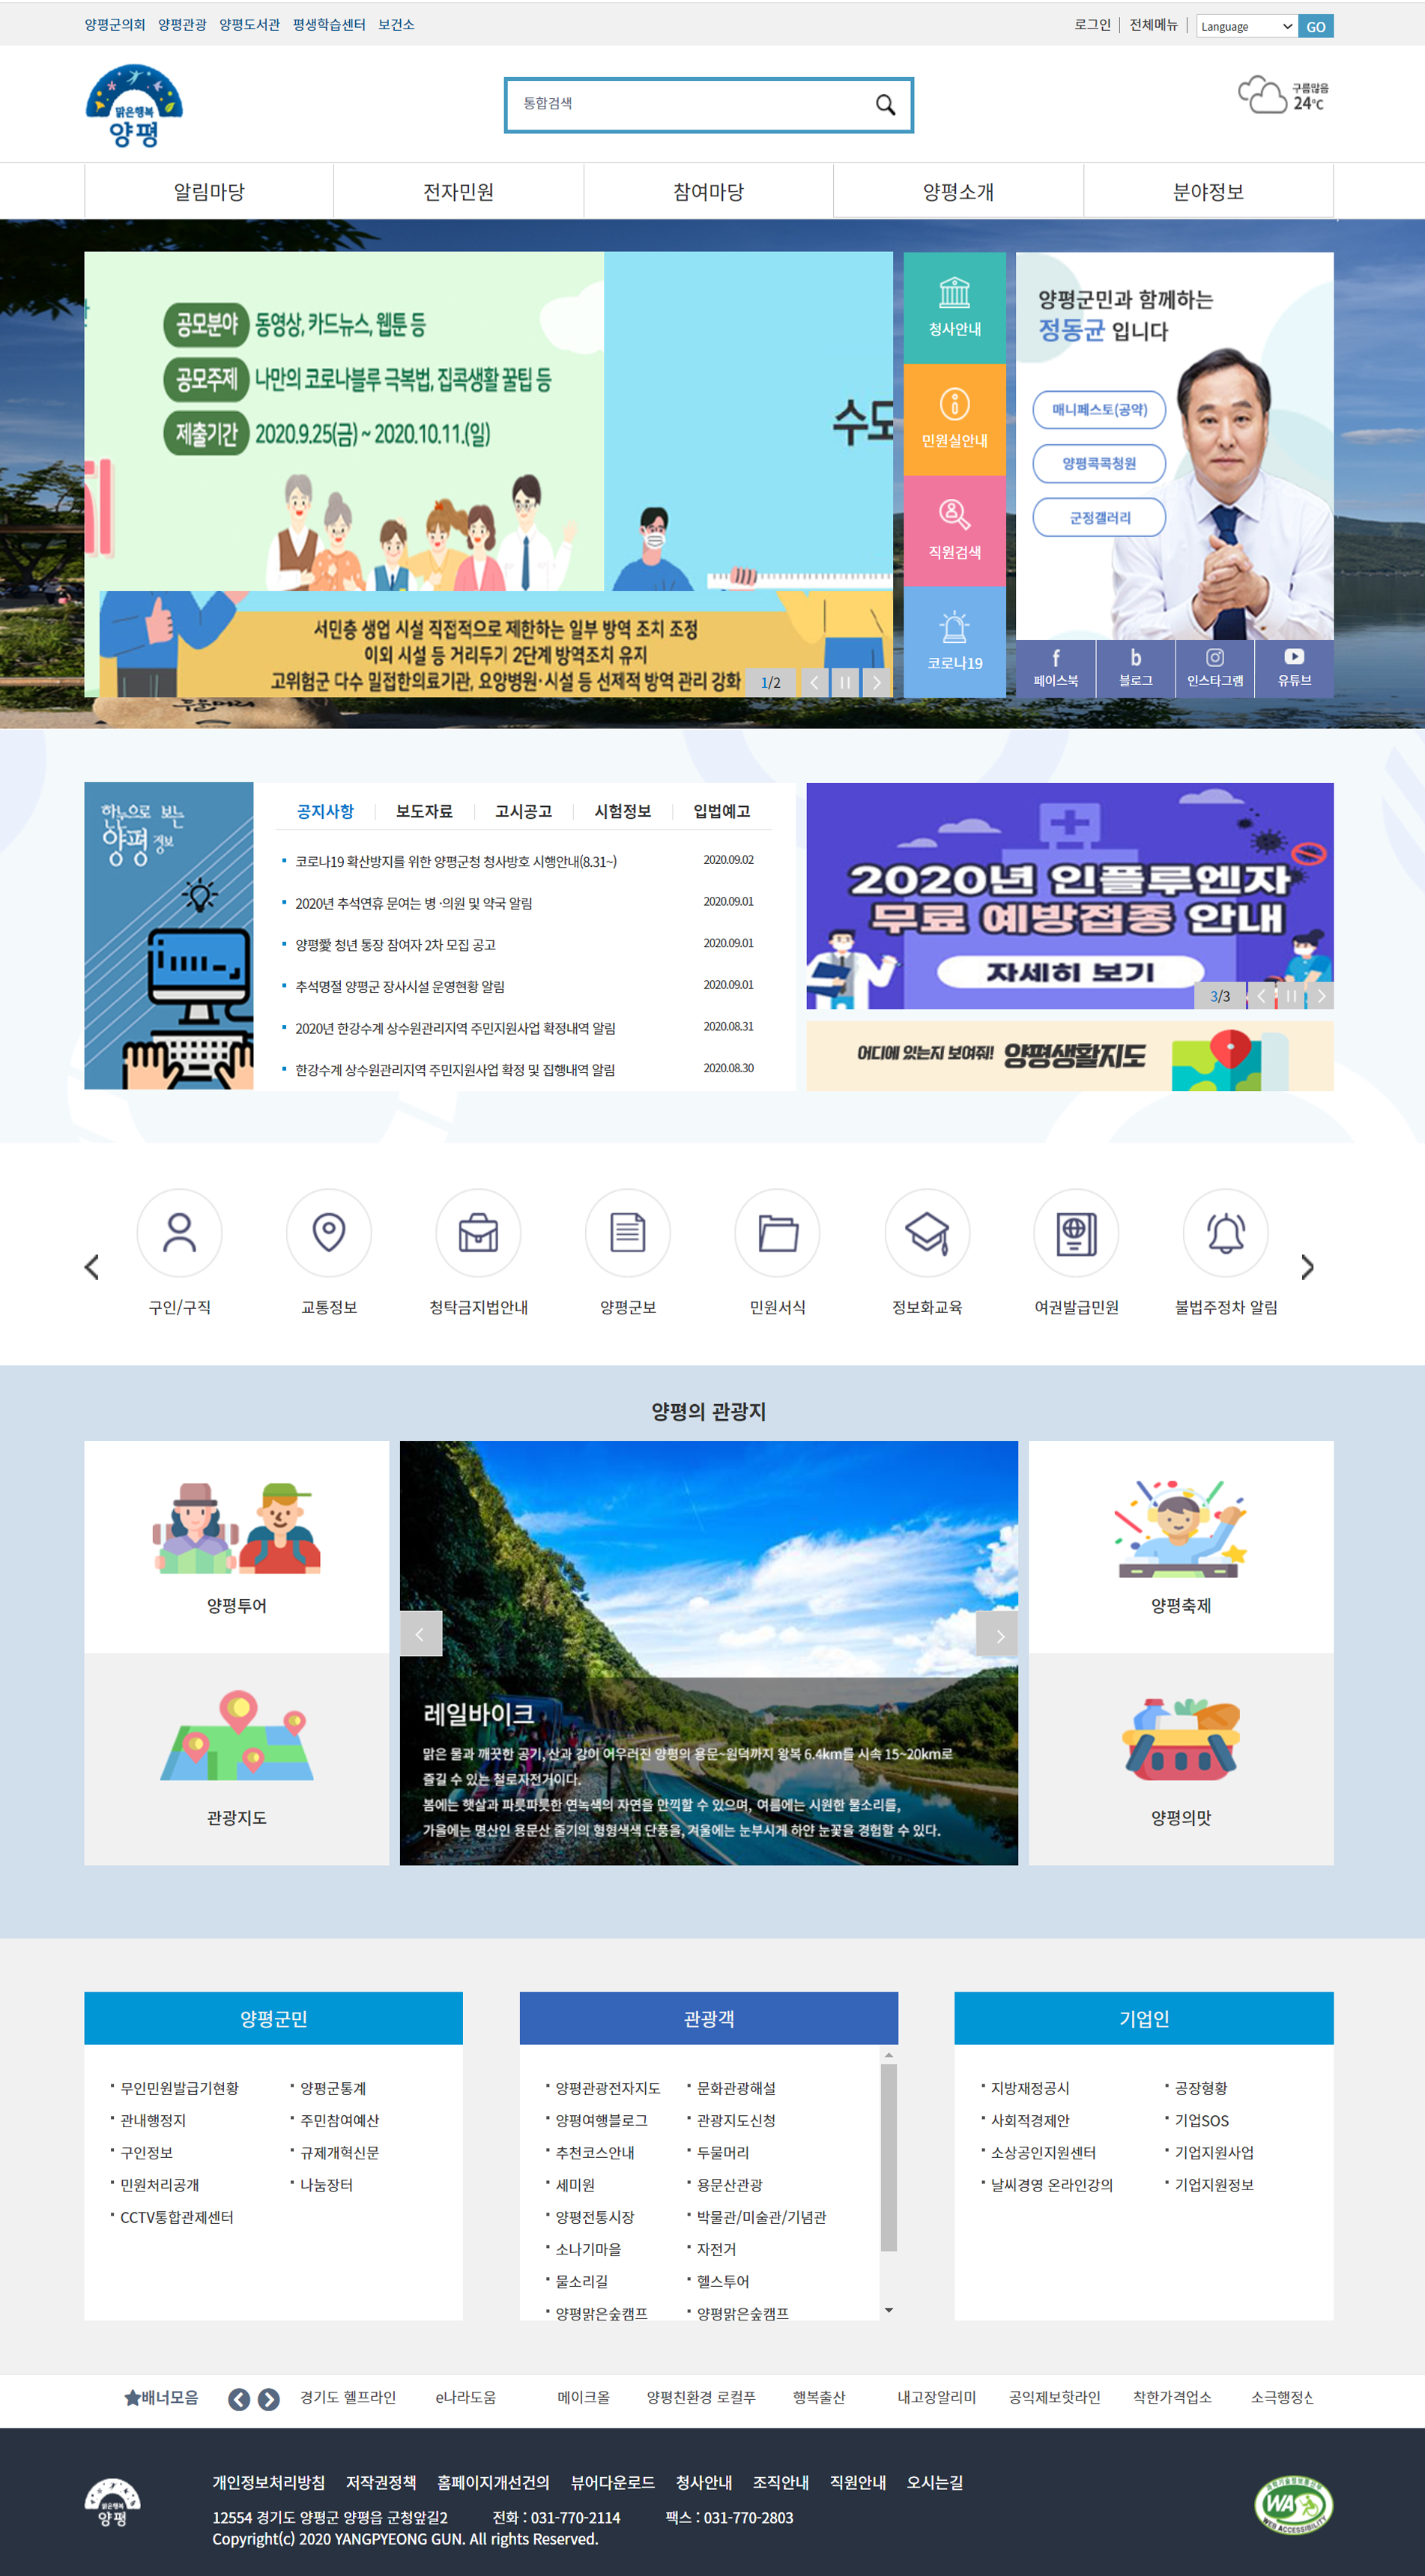 양평군의회 양평관광 양평도서관 평생학습센터 보건소
로그인 전체메뉴 Language GO
맑은행복
양평
통합검색
구름많음
24℃
알림마당 전자민원 참여마당 양평소개 분야정보
공모분야 동영상, 카드뉴스, 웹툰 등
공모주제 나만의 코로나블루 극복법, 집콕생활 꿀팁 등
제출기간 2020.9.25(금) ~ 2020.10.11.(일)
서민층 생업 시설 직접적으로 제한하는 일부 방역 조치 조정
이외 시설 등 거리두기 2단계 방역조치 유지
고위험군 다수 밀접한의료기관, 요양병원·시설 등 선제적 방역 관리 강화
1/2
청사안내
민원실안내
직원검색
코로나19
양평군민과 함께하는
정동균 입니다
매니페스토(공약)
양평콕콕청원
군정갤러리
페이스북 블로그 인스타그램 유튜브
한눈으로 보는
양평 정보
공지사항 보도자료 고시공고 시험정보 입법예고
코로나19 확산방지를 위한 양평군청 청사방호 시행안내(8.31~) 2020.09.02
2020년 추석연휴 문여는 병 ·의원 및 약국 알림 2020.09.01
양평愛 청년 통장 참여자 2차 모집 공고 2020.09.01
추석명절 양평군 장사시설 운영현황 알림 2020.09.01
2020년 한강수계 상수원관리지역 주민지원사업 확정내역 알림 2020.08.31
한강수계 상수원관리지역 주민지원사업 확정 및 집행내역 알림 2020.08.30
2020년 인플루엔자
무료 예방접종 안내
자세히 보기
3/3
어디에 있는지 보여줘! 양평생활지도
구인/구직 교통정보 청탁금지법안내 양평군보 민원서식 정보화교육 여권발급민원 불법주정차 알림
양평의 관광지
양평투어
관광지도
레일바이크
맑은 물과 깨끗한 공기, 산과 강이 어우러진 양평의 용문~원덕까지 왕복 6.4km를 시속 15~20km로
즐길 수 있는 철로자전거이다.
봄에는 햇살과 파릇파릇한 연녹색의 자연을 만끽할 수 있으며, 여름에는 시원한 물소리를,
가을에는 명산인 용문산 줄기의 형형색색 단풍을, 겨울에는 눈부시게 하얀 눈꽃을 경험할 수 있다.
양평축제
양평의맛
양평군민
무인민원발급기현황 양평군통계
관내행정지 주민참여예산
구인정보 규제개혁신문
민원처리공개 나눔장터
CCTV통합관제센터
관광객
양평관광전자지도 문화관광해설
양평여행블로그 관광지도신청
추천코스안내 두물머리
세미원 용문산관광
양평전통시장 박물관/미술관/기념관
소나기마을 자전거
물소리길 헬스투어
양평맑은숲캠프 양평맑은숲캠프
기업인
지방재정공시 공장형황
사회적경제안 기업SOS
소상공인지원센터 기업지원사업
날씨경영 온라인강의 기업지원정보
배너모음 경기도 헬프라인 e나라도움 메이크올 양평친환경 로컬푸 행복출산 내고장알리미 공익제보핫라인 착한가격업소 소극행정신
맑은행복
양평
개인정보처리방침 저작권정책 홈페이지개선건의 뷰어다운로드 청사안내 조직안내 직원안내 오시는길
12554 경기도 양평군 양평읍 군청앞길2 전화 : 031-770-2114 팩스 : 031-770-2803
Copyright(c) 2020 YANGPYEONG GUN. All rights Reserved.
WA
WEB ACCESSIBILITY